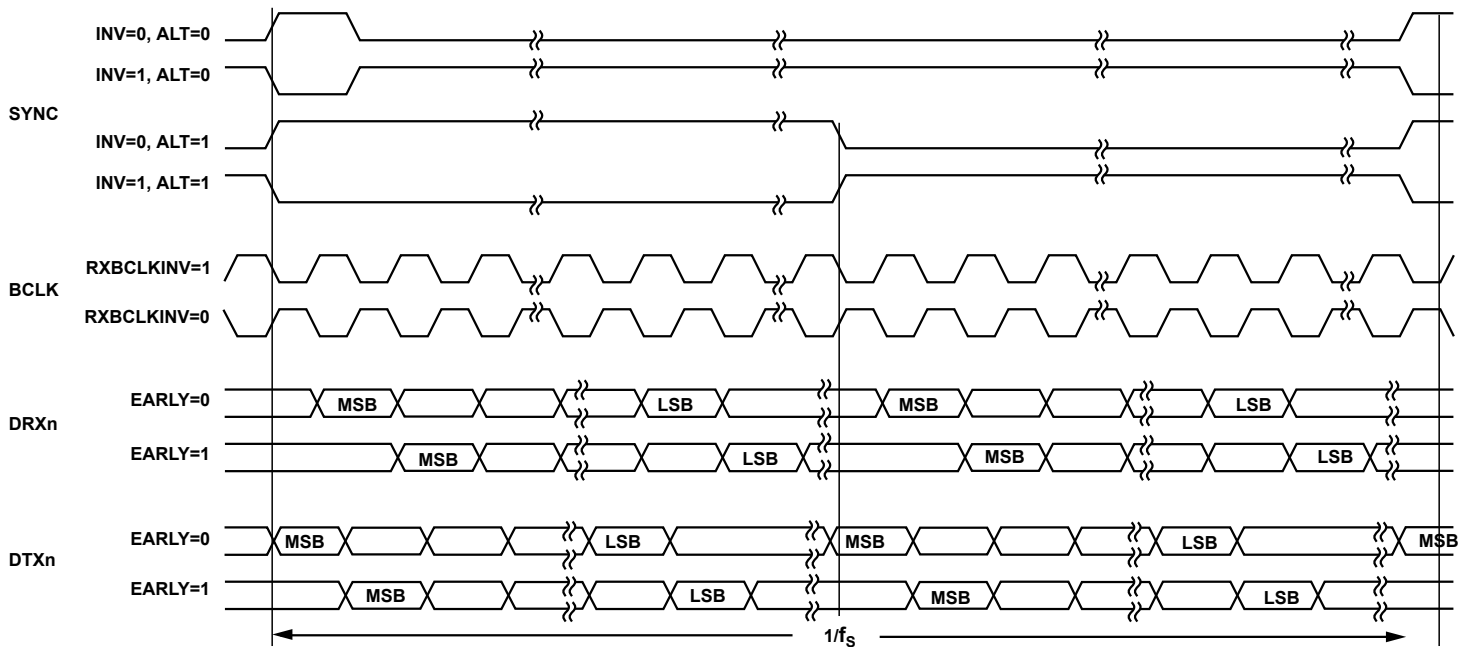 INV=0, ALT=0
INV=1, ALT=0
SYNC
INV=0, ALT=1
INV=1, ALT=1
RXBCLKINV=1
BCLK
RXBCLKINV=0
EARLY=0 MSB LSB MSB LSB
DRXn
EARLY=1 MSB LSB MSB LSB
EARLY=0 MSB LSB MSB LSB MSB
DTXn
EARLY=1 MSB LSB MSB LSB
1/fS